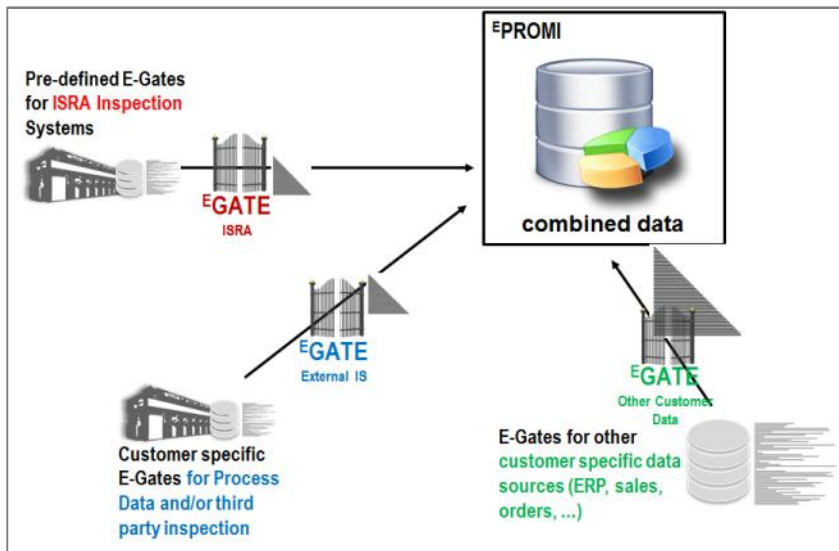 EPROMI
combined data
Pre-defined E-Gates
for ISRA Inspection
Systems
EGATE
ISRA
EGATE
External IS
Customer specific
E-Gates for Process
Data and/or third
party inspection
EGATE
Other Customer
Data
E-Gates for other
customer specific data
sources (ERP, sales,
orders, ...)